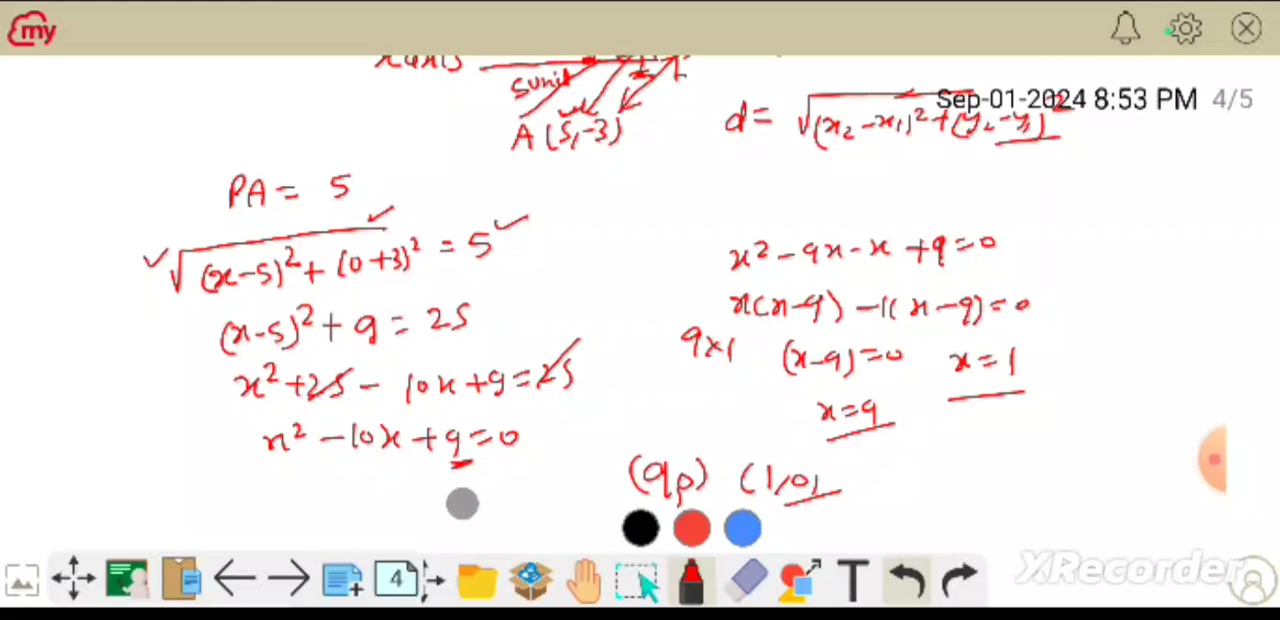 my
x axis
5 unit
Sep-01-2024 8:53 PM 4/5
A (5, -3)
d = √(x₂ - x₁)² + (y₂ - y₁)²
PA = 5
√(x-5)² + (0+3)² = 5
(x-5)² + 9 = 25
x² + 25 - 10x + 9 = 25
x² - 10x + 9 = 0
x² - 9x - x + 9 = 0
x(x-9) - 1(x-9) = 0
9x1
(x-9) = 0 x = 1
x = 9
(9,0) (1,0)
4
T
XRecorder